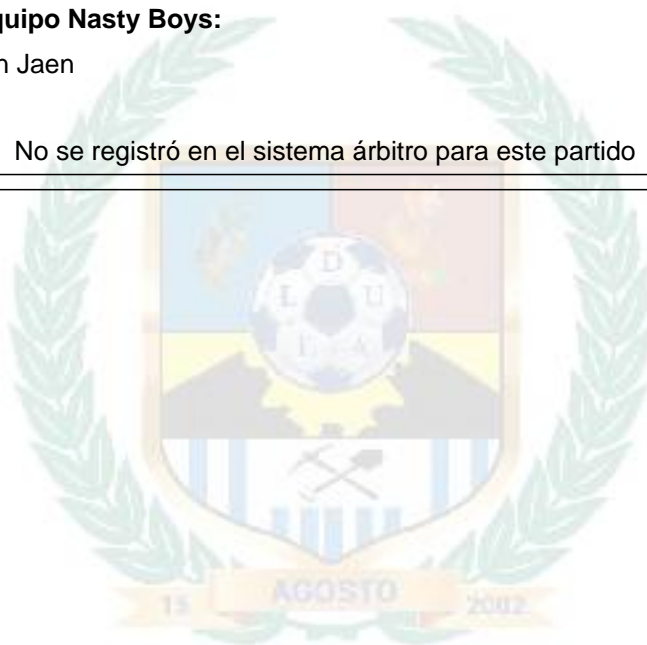 quipo Nasty Boys:
n Jaen
No se registró en el sistema árbitro para este partido
D
L U
E A
15 AGOSTO 2002